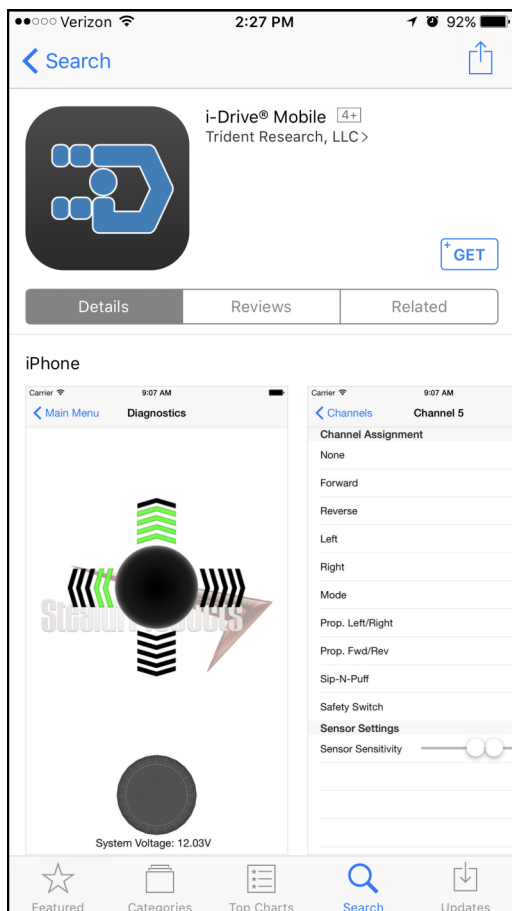 Verizon 2:27 PM 92%
Search
i-Drive® Mobile 4+
Trident Research, LLC >
+ GET
Details Reviews Related
iPhone
Carrier 9:07 AM
Main Menu Diagnostics
Stealth Products
System Voltage: 12.03V
Carrier 9:07 AM
Channels Channel 5
Channel Assignment
None
Forward
Reverse
Left
Right
Mode
Prop. Left/Right
Prop. Fwd/Rev
Sip-N-Puff
Safety Switch
Sensor Settings
Sensor Sensitivity
Featured Categories Top Charts Search Updates